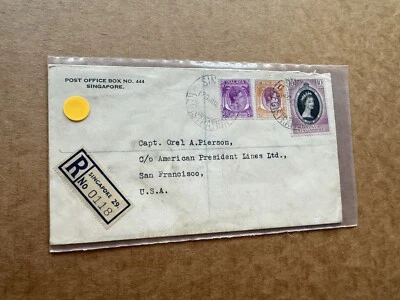 POST OFFICE BOX NO. 444
SINGAPORE.
MALAYA
Capt. Orel A.Pierson,
C/o American President Lines Ltd.,
San Francisco,
U.S.A.
R
SINGAPORE 29.
No 0118